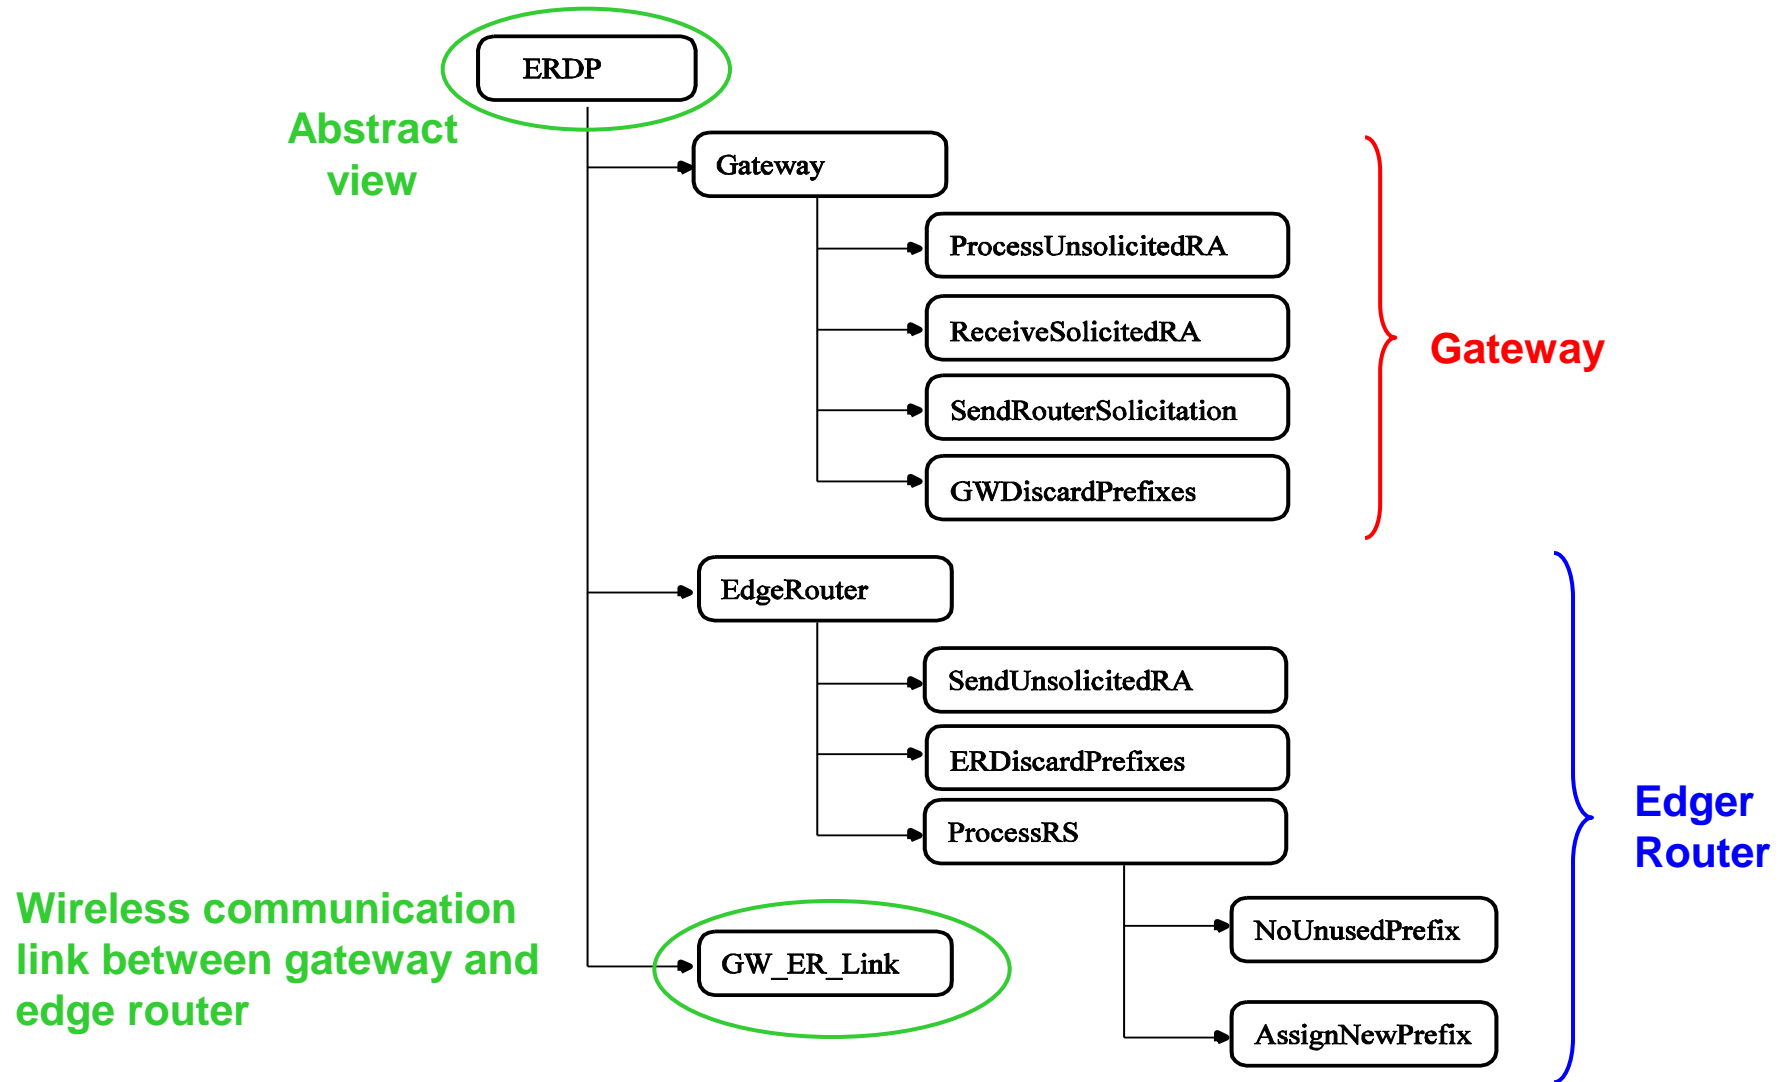 ERDP
Abstract
view
Gateway
ProcessUnsolicitedRA
ReceiveSolicitedRA
Gateway
SendRouterSolicitation
GWDiscardPrefixes
EdgeRouter
SendUnsolicitedRA
ERDiscardPrefixes
ProcessRS
Edger
Router
Wireless communication
link between gateway and
edge router
GW_ER_Link
NoUnusedPrefix
AssignNewPrefix